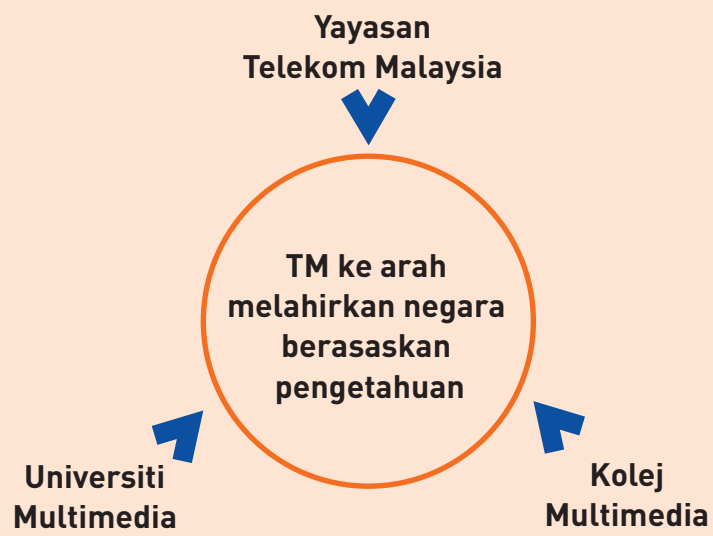 Yayasan
Telekom Malaysia
TM ke arah
melahirkan negara
berasaskan
pengetahuan
Universiti
Multimedia
Kolej
Multimedia